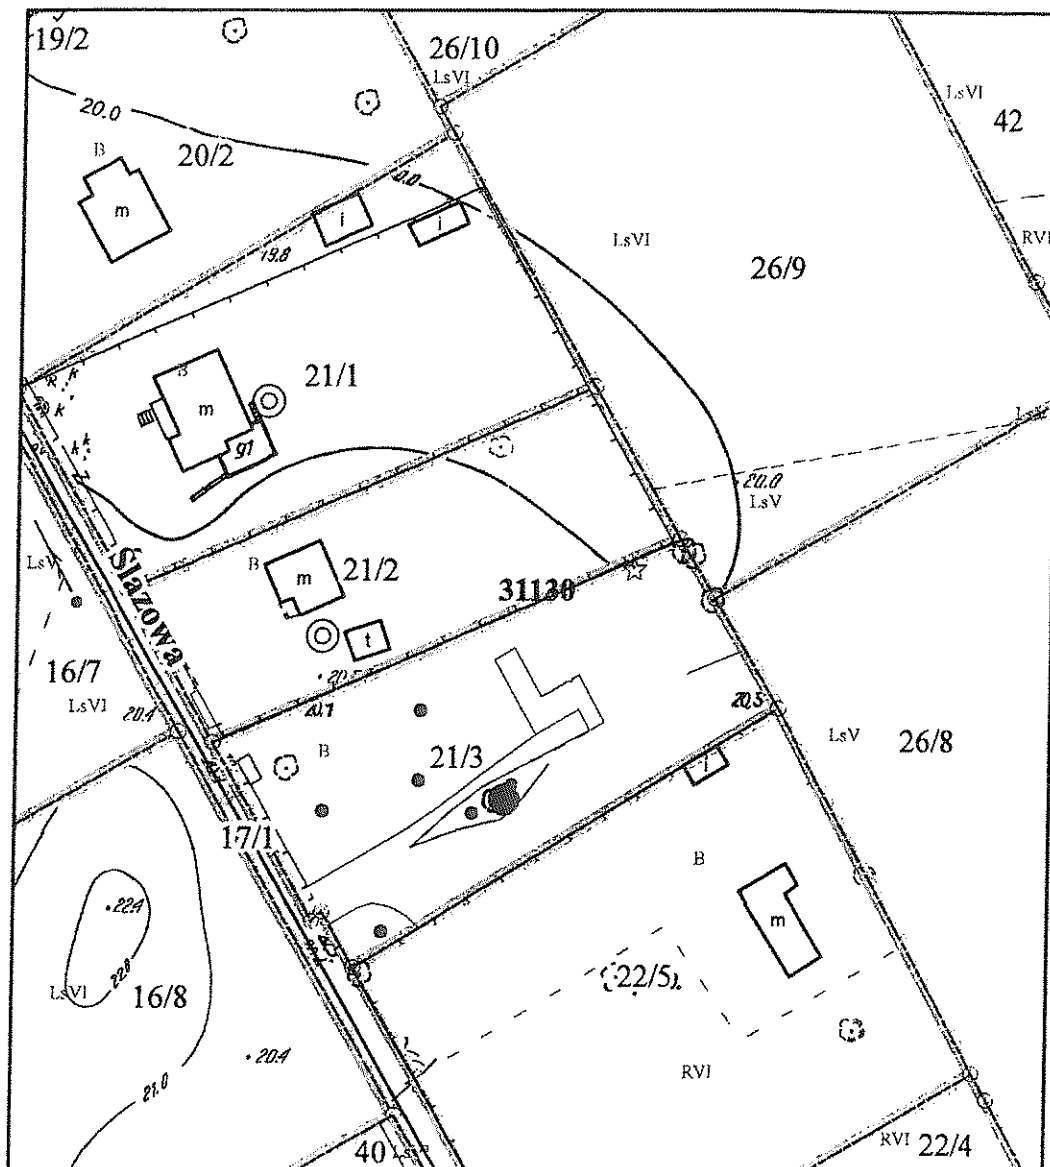 19/2
26/10
LsVI
LsVI
42
20.0
B
20/2
m
i
i
19.8
LsVI
RVI
26/9
B
21/1
m
g1
k
k
k
k
20.0
LsV
Ślazowa
LsV
B
m
21/2
31130
t
16/7
LsVI
20.4
20.1
20.5
B
21/3
LsV
26/8
i
17/1
B
22.4
m
LsVI
16/8
22/5
20.4
21.0
RVI
40
RVI
22/4